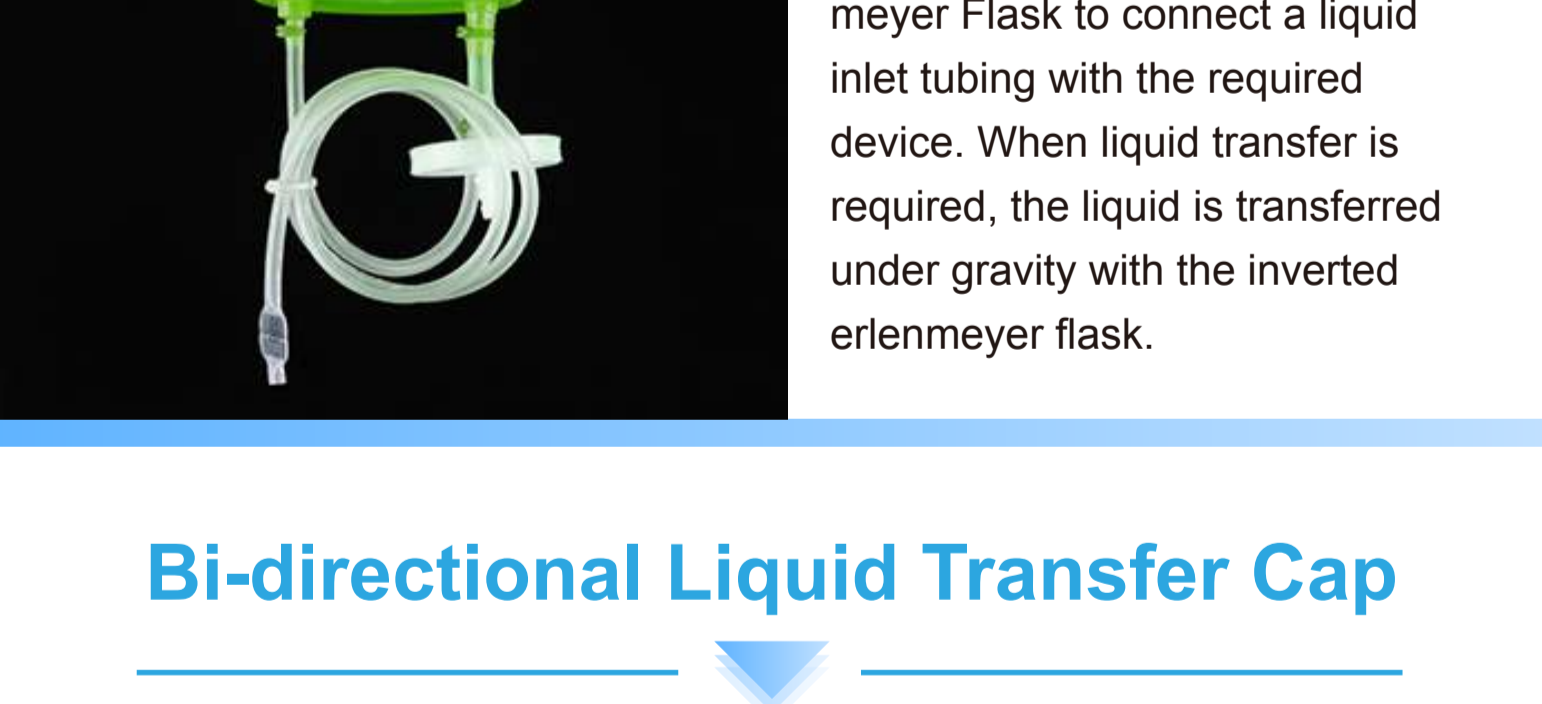 meyer Flask to connect a liquid
inlet tubing with the required
device. When liquid transfer is
required, the liquid is transferred
under gravity with the inverted
erlenmeyer flask.
Bi-directional Liquid Transfer Cap